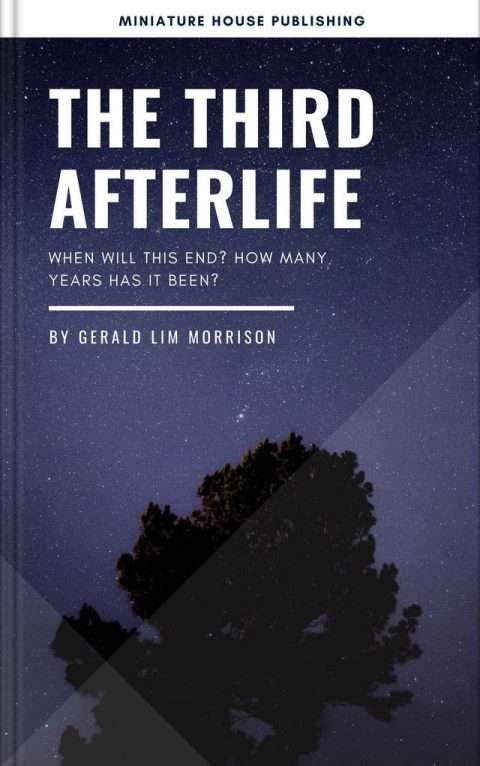 MINIATURE HOUSE PUBLISHING
THE THIRD
AFTERLIFE
WHEN WILL THIS END? HOW MANY
YEARS HAS IT BEEN?
BY GERALD LIM MORRISON